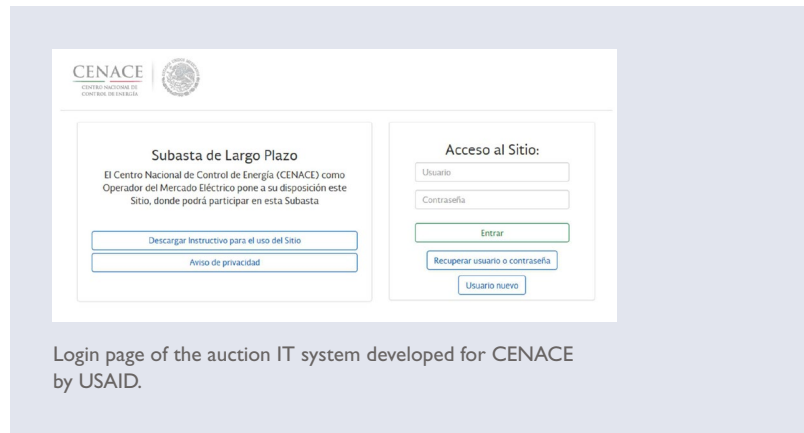 CENACE
CENTRO NACIONAL DE
CONTROL DE ENERGÍA
Subasta de Largo Plazo
El Centro Nacional de Control de Energía (CENACE) como
Operador del Mercado Eléctrico pone a su disposición este
Sitio, donde podrá participar en esta Subasta
Descargar Instructivo para el uso del Sitio
Aviso de privacidad
Acceso al Sitio:
Usuario
Contraseña
Entrar
Recuperar usuario o contraseña
Usuario nuevo
Login page of the auction IT system developed for CENACE
by USAID.